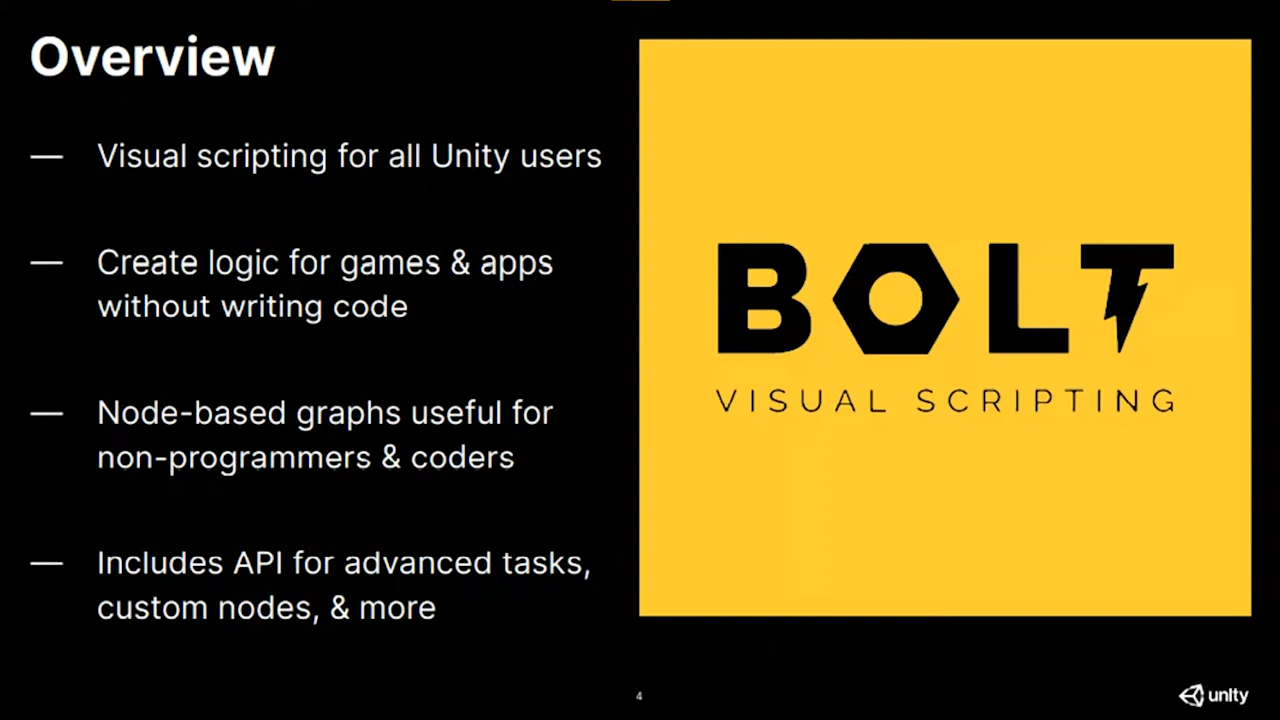 Overview
— Visual scripting for all Unity users
— Create logic for games & apps
without writing code
— Node-based graphs useful for
non-programmers & coders
— Includes API for advanced tasks,
custom nodes, & more
BOLT
VISUAL SCRIPTING
4
unity